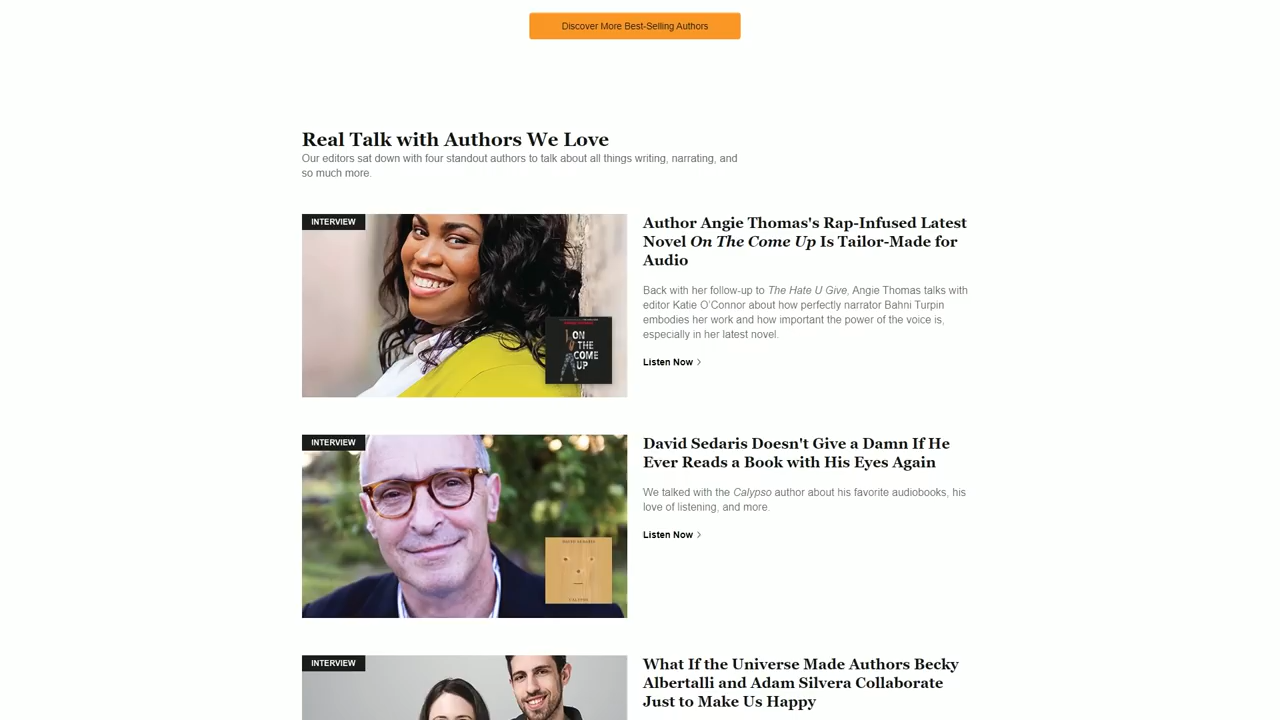 Discover More Best-Selling Authors
Real Talk with Authors We Love
Our editors sat down with four standout authors to talk about all things writing, narrating, and
so much more.
INTERVIEW
ON
THE
COME
UP
Author Angie Thomas's Rap-Infused Latest
Novel On The Come Up Is Tailor-Made for
Audio
Back with her follow-up to The Hate U Give, Angie Thomas talks with
editor Katie O'Connor about how perfectly narrator Bahni Turpin
embodies her work and how important the power of the voice is,
especially in her latest novel.
Listen Now
INTERVIEW
DAVID SEDARIS
CALYPSO
David Sedaris Doesn't Give a Damn If He
Ever Reads a Book with His Eyes Again
We talked with the Calypso author about his favorite audiobooks, his
love of listening, and more.
Listen Now
INTERVIEW
What If the Universe Made Authors Becky
Albertalli and Adam Silvera Collaborate
Just to Make Us Happy